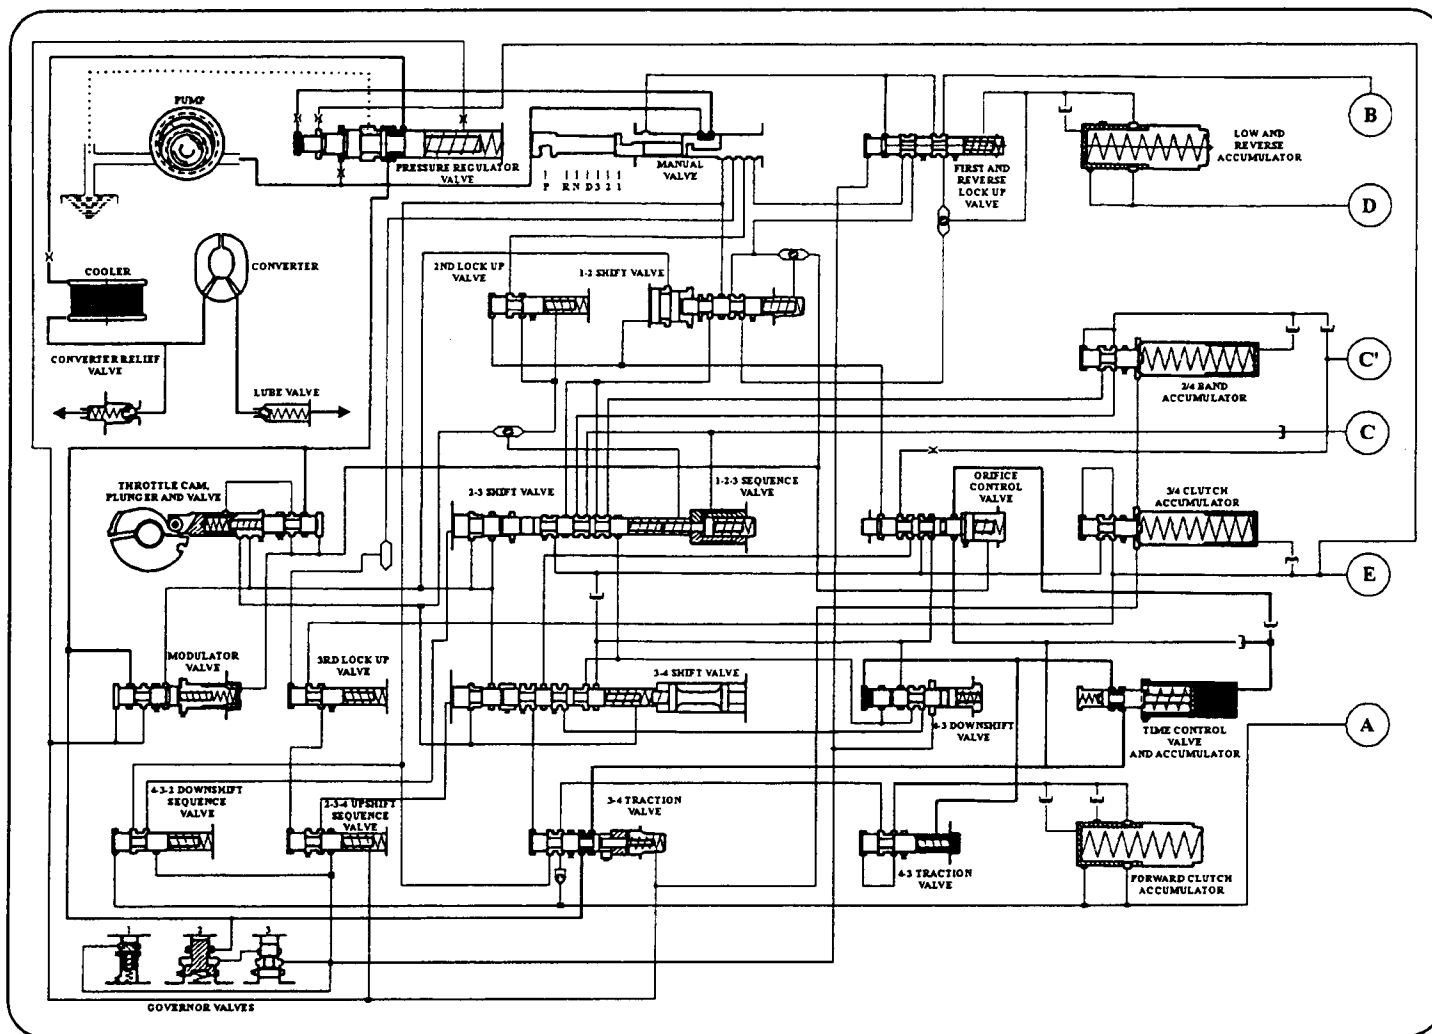 PUMP
PRESSURE REGULATOR
VALVE
P R N D 3 2 1
MANUAL
VALVE
FIRST AND
REVERSE
LOCK UP
VALVE
LOW AND
REVERSE
ACCUMULATOR
B
D
COOLER
CONVERTER
2ND LOCK UP
VALVE
1-2 SHIFT VALVE
CONVERTER RELIEF
VALVE
LUBE VALVE
2/4 BAND
ACCUMULATOR
C'
C
THROTTLE CAM,
PLUNGER AND VALVE
2-3 SHIFT VALVE
1-2-3 SEQUENCE
VALVE
ORIFICE
CONTROL
VALVE
3/4 CLUTCH
ACCUMULATOR
E
MODULATOR
VALVE
3RD LOCK UP
VALVE
3-4 SHIFT VALVE
4-3 DOWNSHIFT
VALVE
TIME CONTROL
VALVE
AND ACCUMULATOR
A
4-3-2 DOWNSHIFT
SEQUENCE
VALVE
2-3-4 UPSHIFT
SEQUENCE
VALVE
3-4 TRACTION
VALVE
4-3 TRACTION
VALVE
FORWARD CLUTCH
ACCUMULATOR
1 2 3
GOVERNOR VALVES